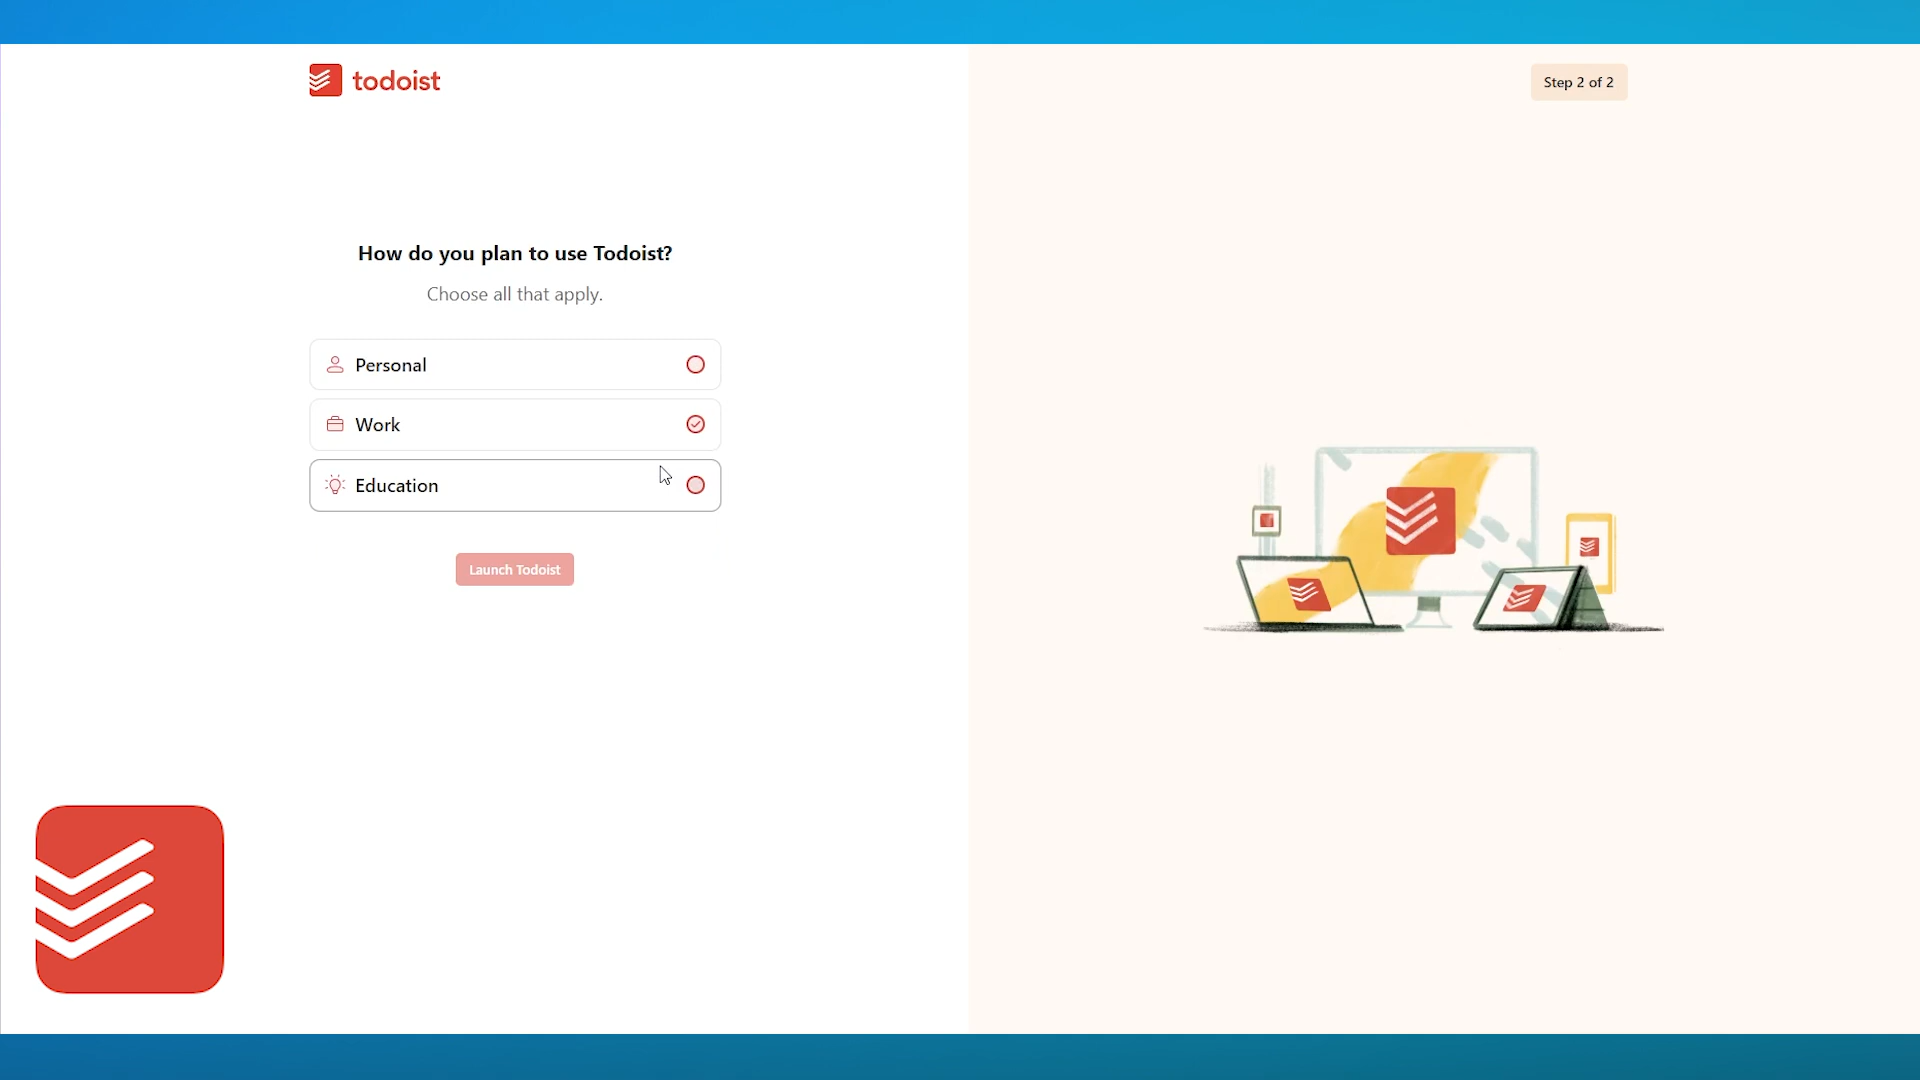 todoist
Step 2 of 2
How do you plan to use Todoist?
Choose all that apply.
Personal
Work
Education
Launch Todoist